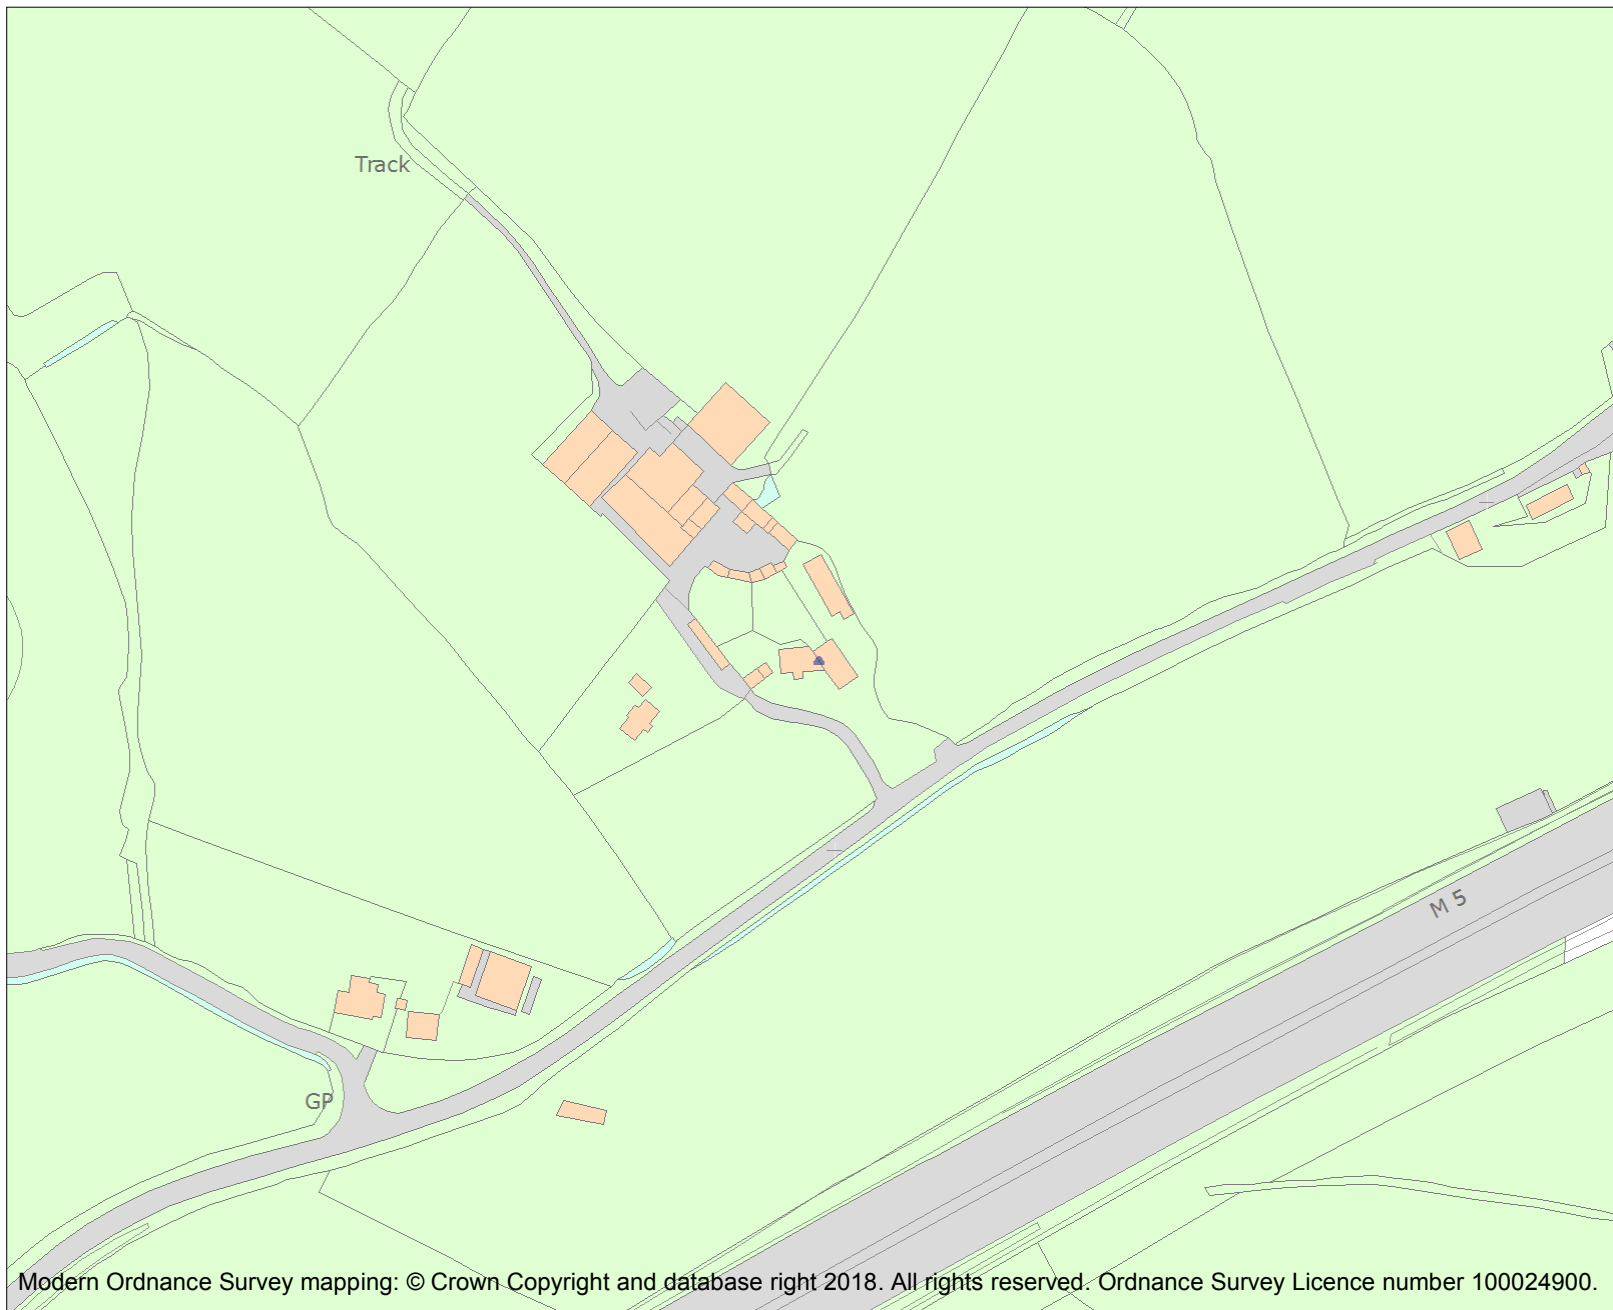 Track
M 5
GP
Modern Ordnance Survey mapping: © Crown Copyright and database right 2018. All rights reserved. Ordnance Survey Licence number 100024900.